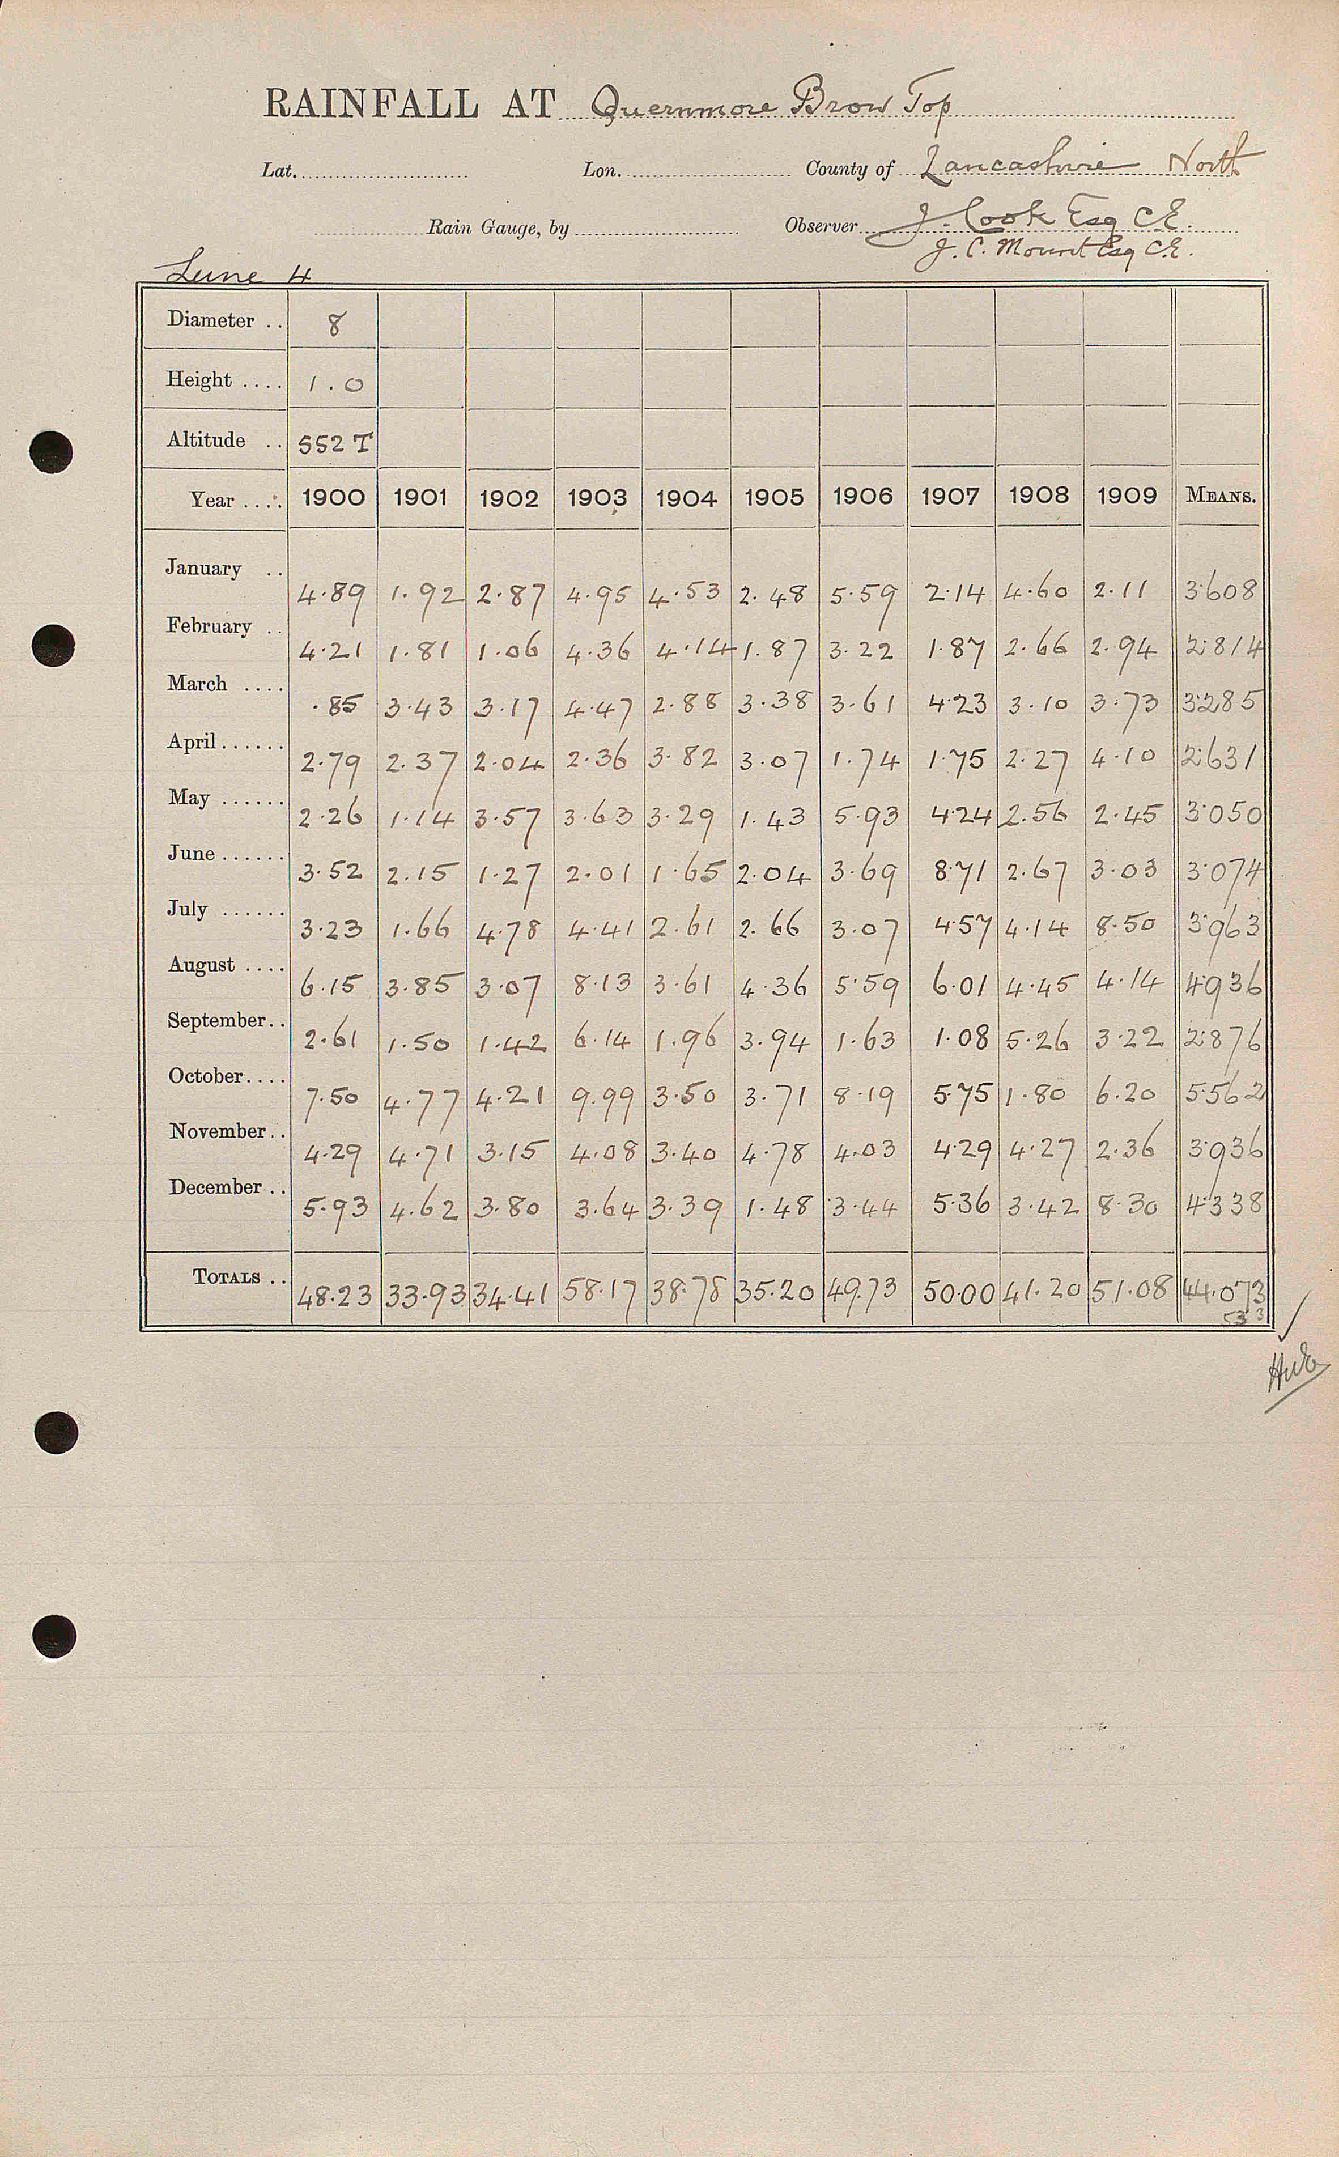 RAINFALL AT Quernmore Brow Top
Lat. Lon. County of Lancashire North
Rain Gauge, by Observer J. Cook Esq C.E.
J. C. Mount Esq C.E.
Lune 4
Diameter .. 8
Height .... 1.0
Altitude .. 552 T
Year .... 1900 1901 1902 1903 1904 1905 1906 1907 1908 1909 MEANS.
January .. 4.89 1.92 2.87 4.95 4.53 2.48 5.59 2.14 4.60 2.11 3.608
February .. 4.21 1.81 1.06 4.36 4.14 1.87 3.22 1.87 2.66 2.94 2.814
March .... .85 3.43 3.17 4.47 2.88 3.38 3.61 4.23 3.10 3.73 3.285
April ...... 2.79 2.37 2.04 2.36 3.82 3.07 1.74 1.75 2.27 4.10 2.631
May ...... 2.26 1.14 3.57 3.63 3.29 1.43 5.93 4.24 2.56 2.45 3.050
June ...... 3.52 2.15 1.27 2.01 1.65 2.04 3.69 8.71 2.67 3.03 3.074
July ...... 3.23 1.66 4.78 4.41 2.61 2.66 3.07 4.57 4.14 8.50 3.963
August .... 6.15 3.85 3.07 8.13 3.61 4.36 5.59 6.01 4.45 4.14 4.936
September.. 2.61 1.50 1.42 6.14 1.96 3.94 1.63 1.08 5.26 3.22 2.876
October.... 7.50 4.77 4.21 9.99 3.50 3.71 8.19 5.75 1.80 6.20 5.562
November.. 4.29 4.71 3.15 4.08 3.40 4.78 4.03 4.29 4.27 2.36 3.936
December .. 5.93 4.62 3.80 3.64 3.39 1.48 3.44 5.36 3.42 8.30 4.338
TOTALS .. 48.23 33.93 34.41 58.17 38.78 35.20 49.73 50.00 41.20 51.08 44.073
53 3